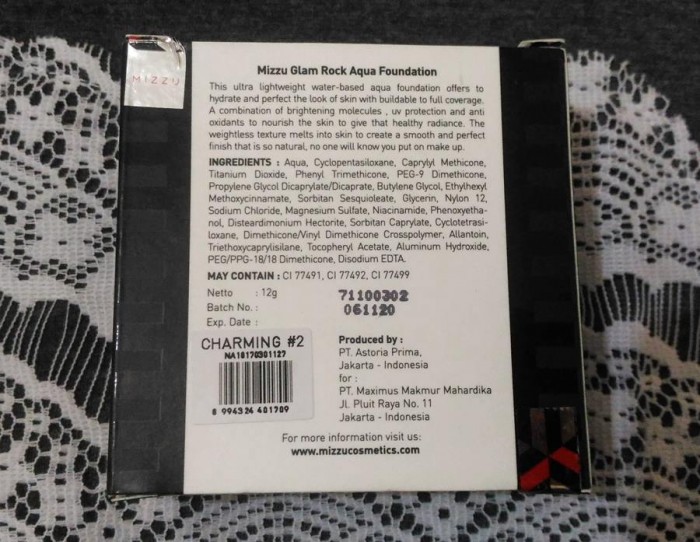 MIZZU
Mizzu Glam Rock Aqua Foundation
This ultra lightweight water-based aqua foundation offers to
hydrate and perfect the look of skin with buildable to full coverage.
A combination of brightening molecules , uv protection and anti
oxidants to nourish the skin to give that healthy radiance. The
weightless texture melts into skin to create a smooth and perfect
finish that is so natural, no one will know you put on make up.
INGREDIENTS : Aqua, Cyclopentasiloxane, Caprylyl Methicone,
Titanium Dioxide, Phenyl Trimethicone, PEG-9 Dimethicone,
Propylene Glycol Dicaprylate/Dicaprate, Butylene Glycol, Ethylhexyl
Methoxycinnamate, Sorbitan Sesquioleate, Glycerin, Nylon 12,
Sodium Chloride, Magnesium Sulfate, Niacinamide, Phenoxyetha-
nol, Disteardimonium Hectorite, Sorbitan Caprylate, Cyclotetrasi-
loxane, Dimethicone/Vinyl Dimethicone Crosspolymer, Allantoin,
Triethoxycaprylisilane, Tocopheryl Acetate, Aluminum Hydroxide,
PEG/PPG-18/18 Dimethicone, Disodium EDTA.
MAY CONTAIN : CI 77491, CI 77492, CI 77499
Netto : 12g
Batch No. : 71100302
Exp. Date : 061120
CHARMING #2
NA18170301127
8 994324 401709
Produced by :
PT. Astoria Prima,
Jakarta - Indonesia
for :
PT. Maximus Makmur Mahardika
Jl. Pluit Raya No. 11
Jakarta - Indonesia
For more information visit us:
www.mizzucosmetics.com